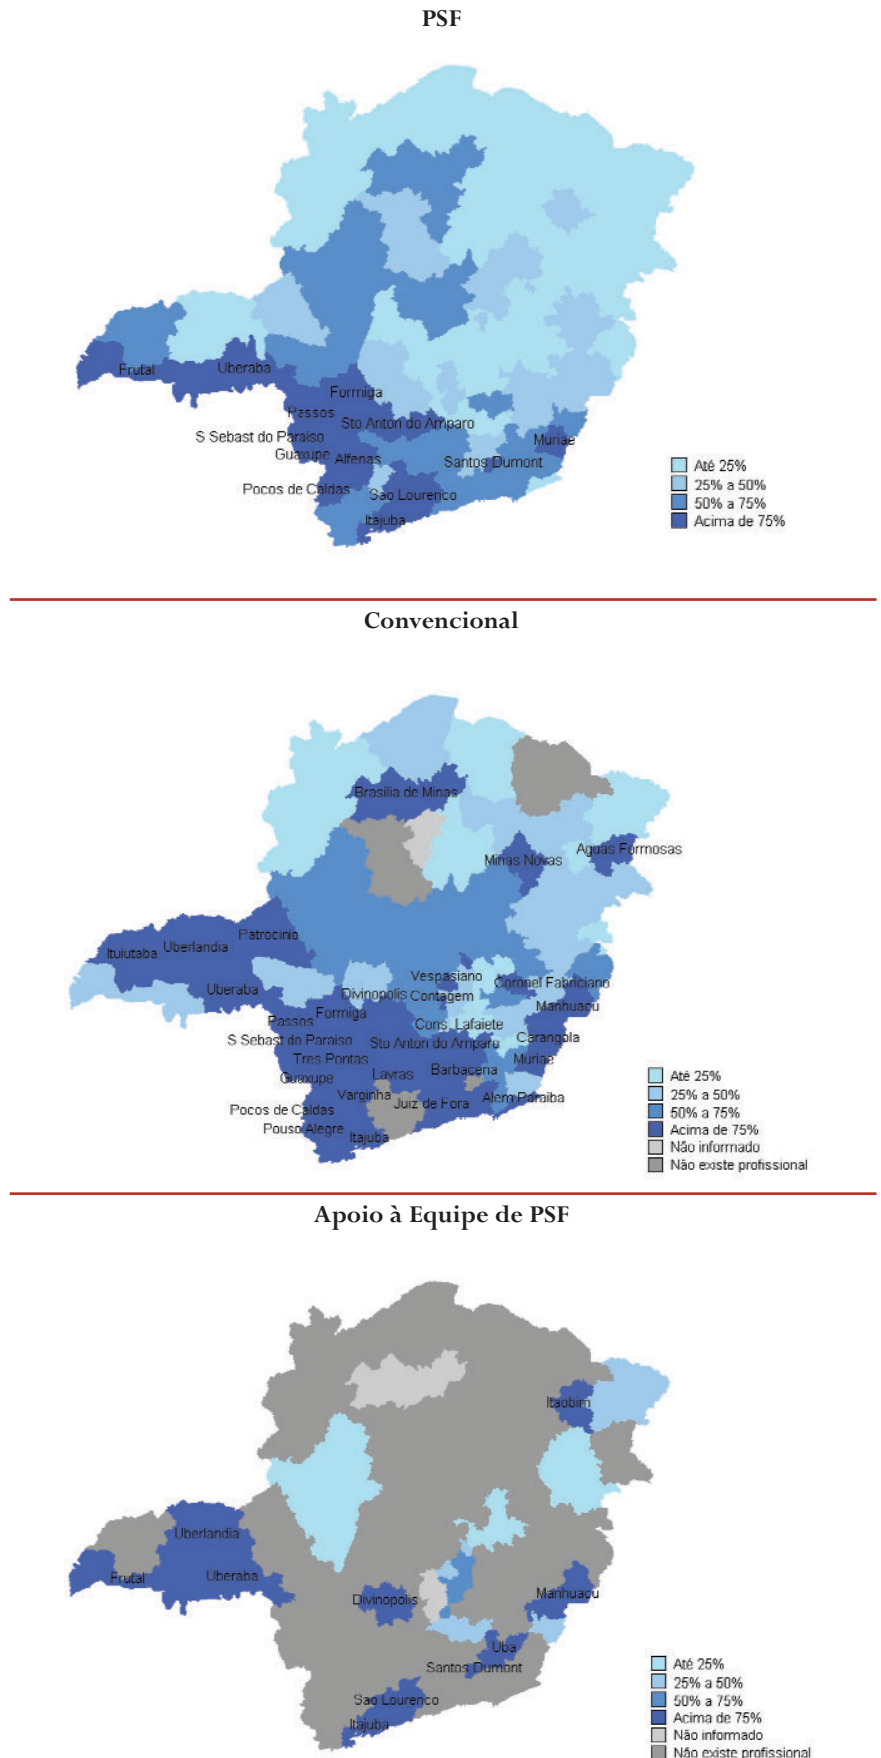 PSF
Frutal
Uberaba
Formiga
Passos
Sto Anton do Amparo
S Sebast do Paraiso
Muriae
Guaxupe
Alfenas
Santos Dumont
Pocos de Caldas
Sao Lourenco
Itajuba
Até 25%
25% a 50%
50% a 75%
Acima de 75%
Convencional
Brasilia de Minas
Minas Novas
Aguas Formosas
Patrocinio
Ituiutaba
Uberlandia
Vespasiano
Coronel Fabriciano
Uberaba
Divinopolis
Contagem
Manhuacu
Formiga
Passos
Cons. Lafaiete
S Sebast do Paraiso
Sto Anton do Amparo
Carangola
Tres Pontas
Muriae
Guaxupe
Lavras
Barbacena
Varginha
Juiz de Fora
Alem Paraiba
Pocos de Caldas
Pouso Alegre
Itajuba
Até 25%
25% a 50%
50% a 75%
Acima de 75%
Não informado
Não existe profissional
Apoio à Equipe de PSF
Itaobim
Uberlandia
Frutal
Uberaba
Divinopolis
Manhuacu
Uba
Santos Dumont
Sao Lourenco
Itajuba
Até 25%
25% a 50%
50% a 75%
Acima de 75%
Não informado
Não existe profissional